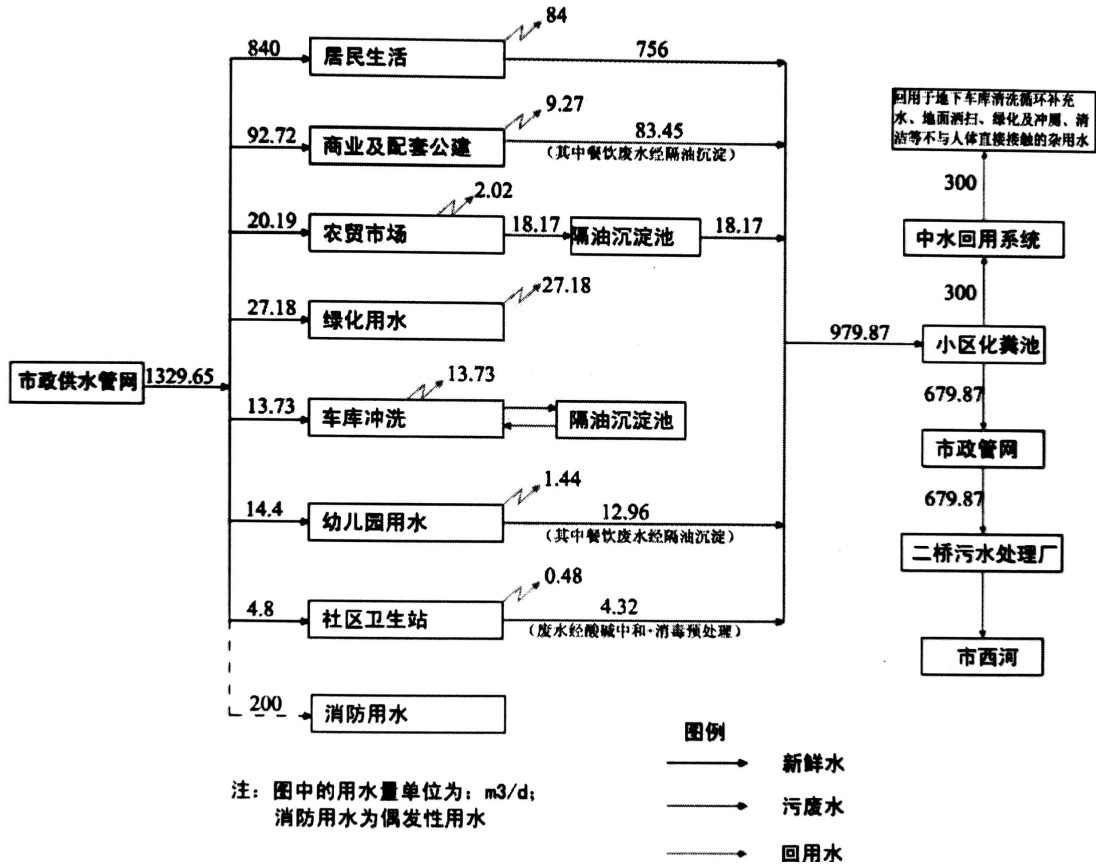 84
840
居民生活
756
9.27
92.72
商业及配套公建
83.45
（其中餐饮废水经隔油沉淀）
回用于地下车库清洗循环补充
水、地面洒扫、绿化及冲厕、清
洁等不与人体直接接触的杂用水
2.02
20.19
农贸市场
18.17
隔油沉淀池
18.17
300
中水回用系统
300
27.18
27.18
绿化用水
979.87
小区化粪池
市政供水管网
1329.65
13.73
13.73
车库冲洗
隔油沉淀池
679.87
市政管网
679.87
1.44
14.4
幼儿园用水
12.96
（其中餐饮废水经隔油沉淀）
二桥污水处理厂
0.48
4.8
社区卫生站
4.32
（废水经酸碱中和+消毒预处理）
市西河
200
消防用水
图例
新鲜水
污废水
回用水
注：图中的用水量单位为：m3/d;
消防用水为偶发性用水